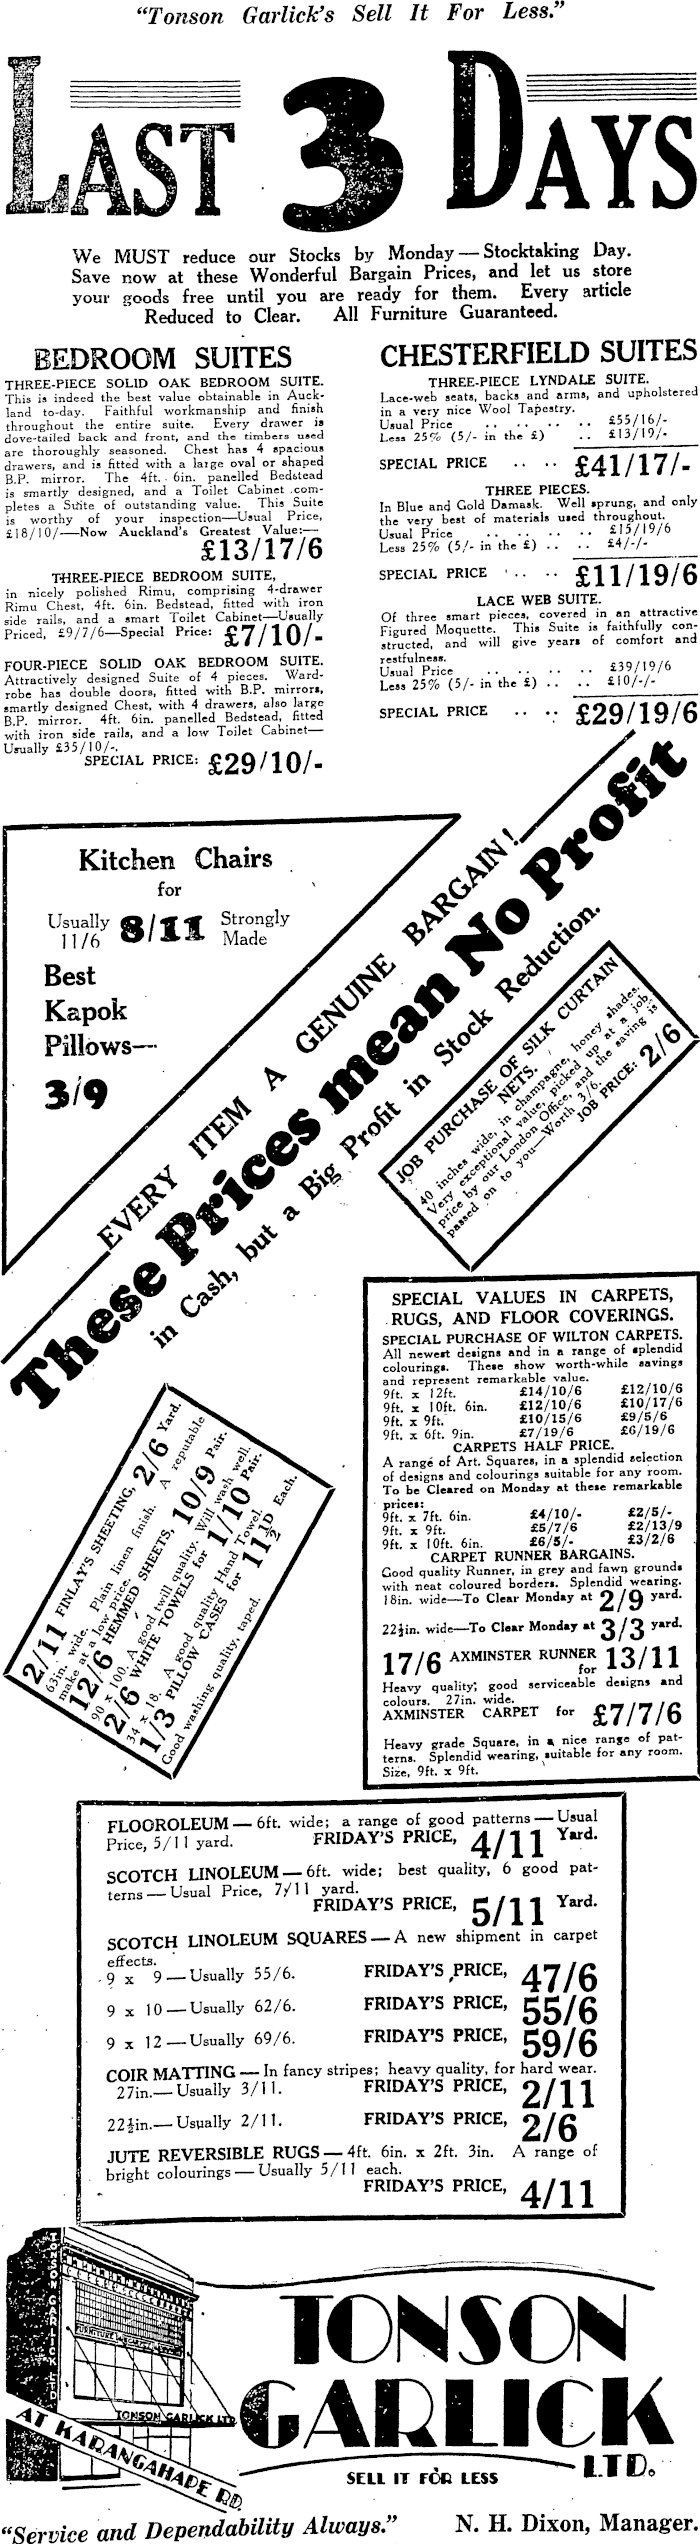 "Tonson Garlick's Sell It For Less."
LAST 3 DAYS
We MUST reduce our Stocks by Monday — Stocktaking Day.
Save now at these Wonderful Bargain Prices, and let us store
your goods free until you are ready for them. Every article
Reduced to Clear. All Furniture Guaranteed.
BEDROOM SUITES
THREE-PIECE SOLID OAK BEDROOM SUITE.
This is indeed the best value obtainable in Auck-
land to-day. Faithful workmanship and finish
throughout the entire suite. Every drawer is
dove-tailed back and front, and the timbers used
are thoroughly seasoned. Chest has 4 spacious
drawers, and is fitted with a large oval or shaped
B.P. mirror. The 4ft. 6in. panelled Bedstead
is smartly designed, and a Toilet Cabinet com-
pletes a Suite of outstanding value. This Suite
is worthy of your inspection—Usual Price,
£18/10/-—Now Auckland's Greatest Value:—
£13/17/6
THREE-PIECE BEDROOM SUITE,
in nicely polished Rimu, comprising 4-drawer
Rimu Chest, 4ft. 6in. Bedstead, fitted with iron
side rails, and a smart Toilet Cabinet—Usually
Priced, £9/7/6—Special Price: £7/10/-
FOUR-PIECE SOLID OAK BEDROOM SUITE.
Attractively designed Suite of 4 pieces. Ward-
robe has double doors, fitted with B.P. mirrors,
smartly designed Chest, with 4 drawers, also large
B.P. mirror. 4ft. 6in. panelled Bedstead, fitted
with iron side rails, and a low Toilet Cabinet—
Usually £35/10/-.
SPECIAL PRICE: £29/10/-
CHESTERFIELD SUITES
THREE-PIECE LYNDALE SUITE.
Lace-web seats, backs and arms, and upholstered
in a very nice Wool Tapestry.
Usual Price .. .. .. .. £55/16/-
Less 25% (5/- in the £) .. £13/19/-
SPECIAL PRICE .. .. £41/17/-
THREE PIECES.
In Blue and Gold Damask. Well sprung, and only
the very best of materials used throughout.
Usual Price .. .. .. .. £15/19/6
Less 25% (5/- in the £) .. .. £4/-/-
SPECIAL PRICE .. .. £11/19/6
LACE WEB SUITE.
Of three smart pieces, covered in an attractive
Figured Moquette. This Suite is faithfully con-
structed, and will give years of comfort and
restfulness.
Usual Price .. .. .. .. £39/19/6
Less 25% (5/- in the £) .. .. £10/-/-
SPECIAL PRICE .. .. £29/19/6
Kitchen Chairs
for
Usually 11/6 8/11 Strongly Made
Best
Kapok
Pillows—
3/9
EVERY ITEM A GENUINE BARGAIN!
These Prices mean No Profit
in Cash, but a Big Profit in Stock Reduction.
JOB PURCHASE OF SILK CURTAIN
NETS.
40 inches wide, in champagne, honey shades.
Very exceptional value, picked up at a job
price by our London Office, and the saving is
passed on to you—Worth 3/6.
JOB PRICE: 2/6
2/11 FINLAY'S SHEETING, 2/6 Yard.
63in. wide. Plain linen finish. A reputable
make at a low price.
12/6 HEMMED SHEETS, 10/9 Pair.
90 x 100. A good twill quality. Will wash well.
2/6 WHITE TOWELS for 1/10 Pair.
34 x 18. A good quality Hand Towel.
1/3 PILLOW CASES for 11½D Each.
Good washing quality, taped.
SPECIAL VALUES IN CARPETS,
RUGS, AND FLOOR COVERINGS.
SPECIAL PURCHASE OF WILTON CARPETS.
All newest designs and in a range of splendid
colourings. These show worth-while savings
and represent remarkable value.
9ft. x 12ft. £14/10/6 £12/10/6
9ft. x 10ft. 6in. £12/10/6 £10/17/6
9ft. x 9ft. £10/15/6 £9/5/6
9ft. x 6ft. 9in. £7/19/6 £6/19/6
CARPETS HALF PRICE.
A range of Art. Squares, in a splendid selection
of designs and colourings suitable for any room.
To be Cleared on Monday at these remarkable
prices:
9ft. x 7ft. 6in. £4/10/- £2/5/-
9ft. x 9ft. £5/7/6 £2/13/9
9ft. x 10ft. 6in. £6/5/- £3/2/6
CARPET RUNNER BARGAINS.
Good quality Runner, in grey and fawn grounds
with neat coloured borders. Splendid wearing.
18in. wide—To Clear Monday at 2/9 yard.
22½in. wide—To Clear Monday at 3/3 yard.
17/6 AXMINSTER RUNNER for 13/11
Heavy quality; good serviceable designs and
colours. 27in. wide.
AXMINSTER CARPET for £7/7/6
Heavy grade Square, in a nice range of pat-
terns. Splendid wearing, suitable for any room.
Size, 9ft. x 9ft.
FLOOROLEUM — 6ft. wide; a range of good patterns — Usual
Price, 5/11 yard. FRIDAY'S PRICE, 4/11 Yard.
SCOTCH LINOLEUM — 6ft. wide; best quality, 6 good pat-
terns — Usual Price, 7/11 yard.
FRIDAY'S PRICE, 5/11 Yard.
SCOTCH LINOLEUM SQUARES — A new shipment in carpet
effects.
9 x 9 — Usually 55/6. FRIDAY'S PRICE, 47/6
9 x 10 — Usually 62/6. FRIDAY'S PRICE, 55/6
9 x 12 — Usually 69/6. FRIDAY'S PRICE, 59/6
COIR MATTING — In fancy stripes; heavy quality, for hard wear.
27in.— Usually 3/11. FRIDAY'S PRICE, 2/11
22½in.— Usually 2/11. FRIDAY'S PRICE, 2/6
JUTE REVERSIBLE RUGS — 4ft. 6in. x 2ft. 3in. A range of
bright colourings — Usually 5/11 each.
FRIDAY'S PRICE, 4/11
TONSON GARLICK LTD
TONSON GARLICK LTD.
AT KARANGAHAPE RD.
TONSON
GARLICK
LTD.
SELL IT FOR LESS
"Service and Dependability Always." N. H. Dixon, Manager.